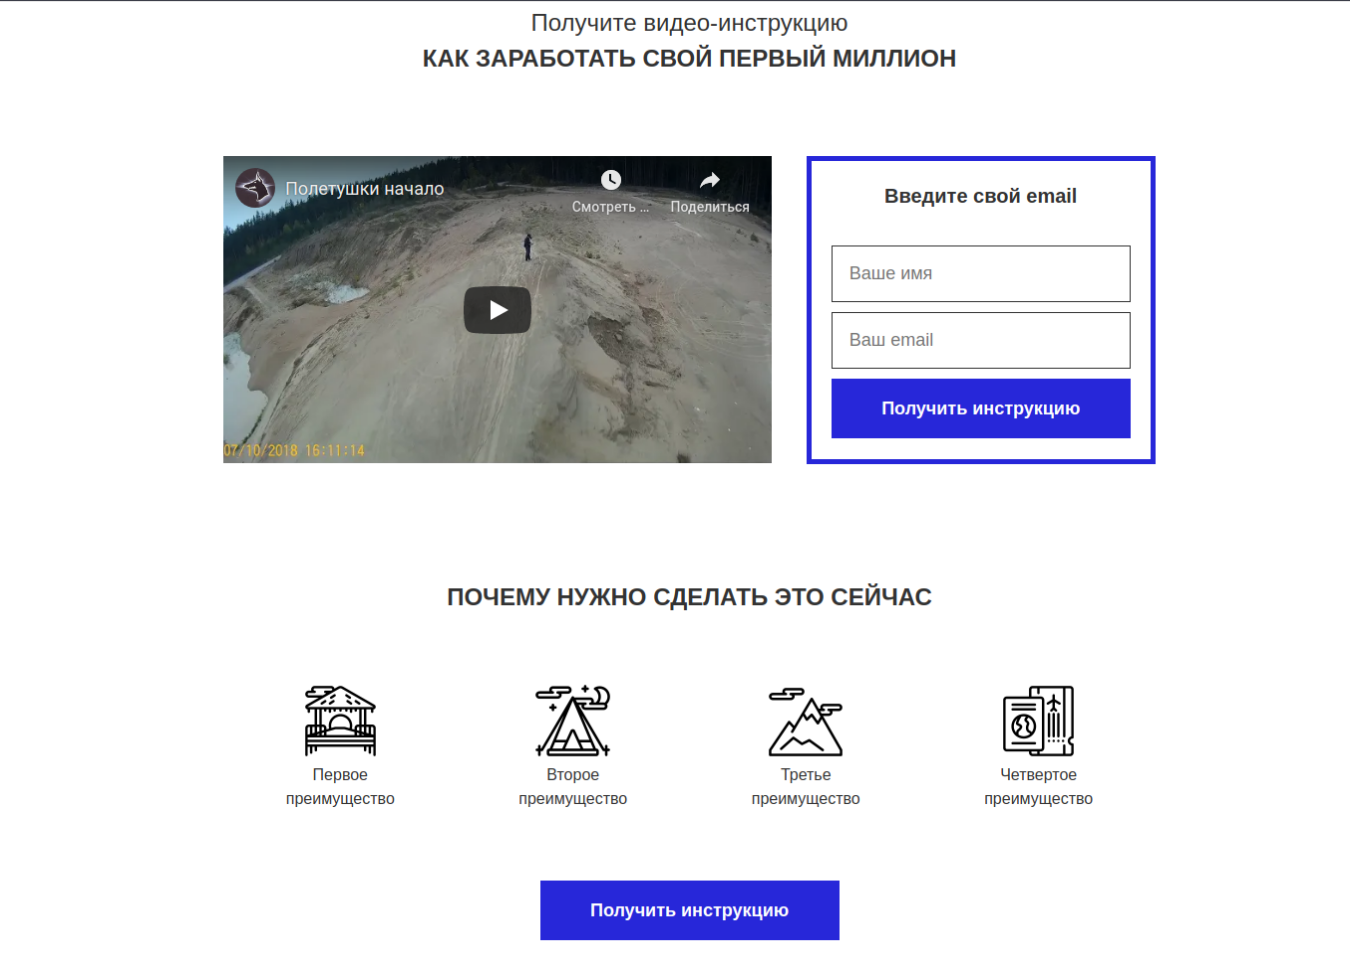 Получите видео-инструкцию
КАК ЗАРАБОТАТЬ СВОЙ ПЕРВЫЙ МИЛЛИОН
Полетушки начало
Смотреть ...
Поделиться
07/10/2018 16:11:14
Введите свой email
Ваше имя
Ваш email
Получить инструкцию
ПОЧЕМУ НУЖНО СДЕЛАТЬ ЭТО СЕЙЧАС
Первое
преимущество
Второе
преимущество
Третье
преимущество
Четвертое
преимущество
Получить инструкцию